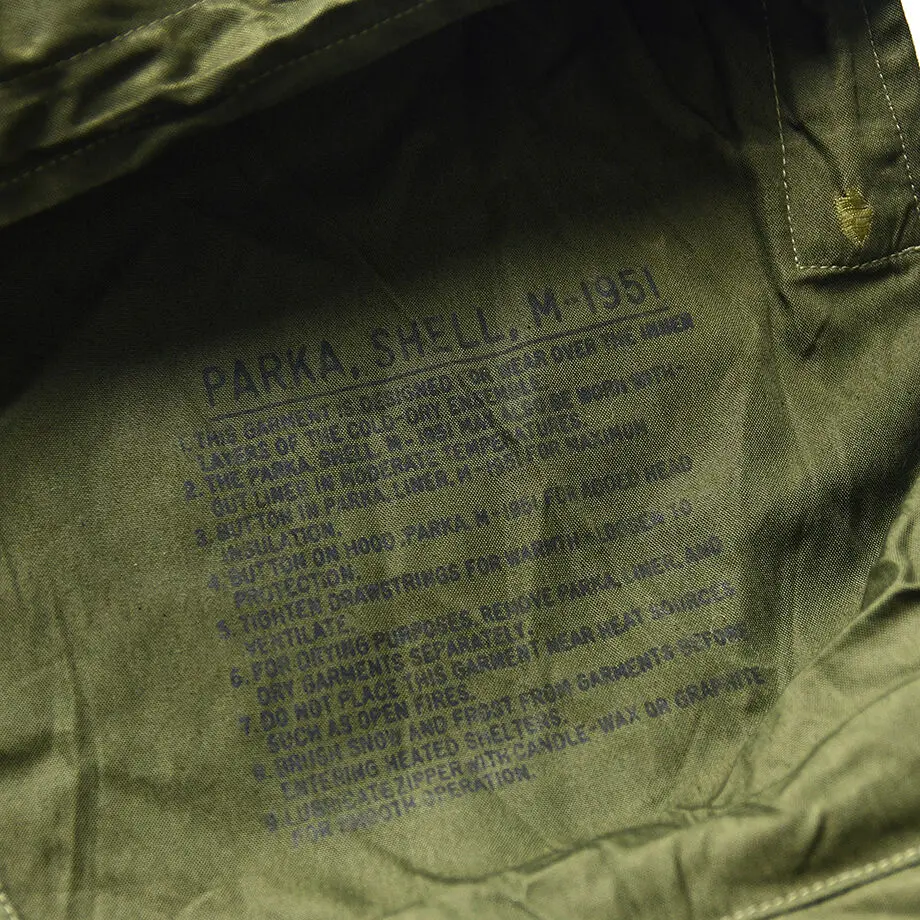 PARKA, SHELL, M-1951
1. THIS GARMENT IS DESIGNED FOR WEAR OVER THE INNER
LAYERS OF THE COLD-DRY ENSEMBLE.
2. THE PARKA, SHELL, M-1951 MAY ALSO BE WORN WITH-
OUT LINER IN MODERATE TEMPERATURES.
3. BUTTON IN PARKA, LINER, M-1951 FOR MAXIMUM
INSULATION.
4. BUTTON ON HOOD, PARKA, M-1951 FOR ADDED HEAD
PROTECTION.
5. TIGHTEN DRAWSTRINGS FOR WARMTH-LOOSEN TO
VENTILATE.
6. FOR DRYING PURPOSES, REMOVE PARKA, LINER, AND
DRY GARMENTS SEPARATELY.
7. DO NOT PLACE THIS GARMENT NEAR HEAT SOURCES
SUCH AS OPEN FIRES.
8. BRUSH SNOW AND FROST FROM GARMENTS BEFORE
ENTERING HEATED SHELTERS.
9. LUBRICATE ZIPPER WITH CANDLE-WAX OR GRAPHITE
FOR SMOOTH OPERATION.